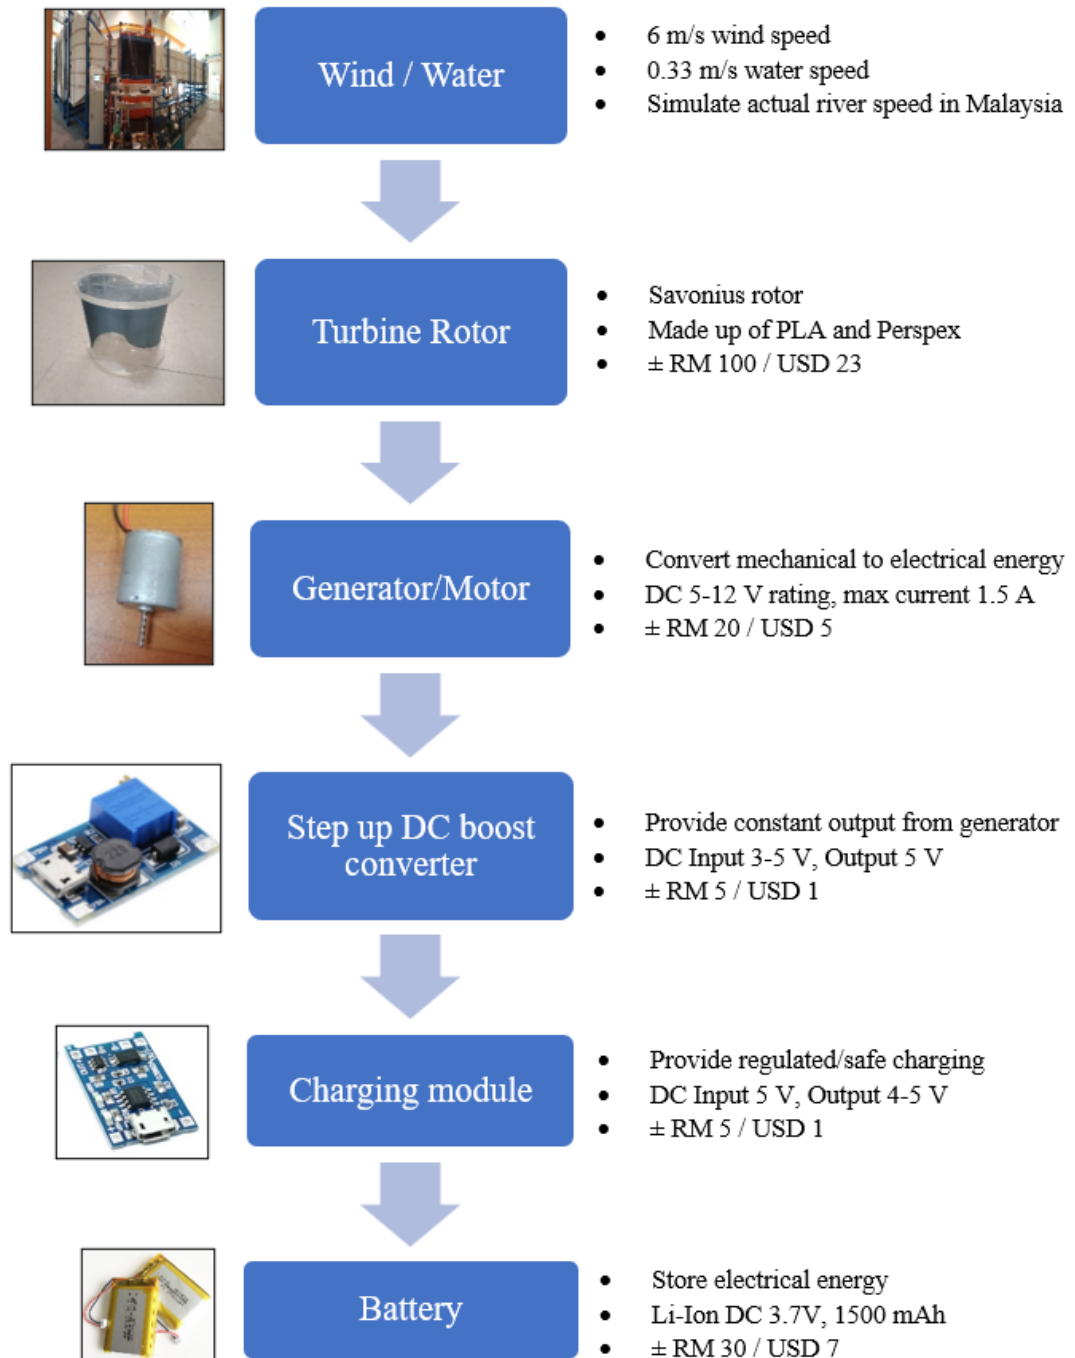 Wind / Water
• 6 m/s wind speed
• 0.33 m/s water speed
• Simulate actual river speed in Malaysia
Turbine Rotor
• Savonius rotor
• Made up of PLA and Perspex
• ± RM 100 / USD 23
Generator/Motor
• Convert mechanical to electrical energy
• DC 5-12 V rating, max current 1.5 A
• ± RM 20 / USD 5
Step up DC boost
converter
• Provide constant output from generator
• DC Input 3-5 V, Output 5 V
• ± RM 5 / USD 1
Charging module
• Provide regulated/safe charging
• DC Input 5 V, Output 4-5 V
• ± RM 5 / USD 1
Battery
• Store electrical energy
• Li-Ion DC 3.7V, 1500 mAh
• ± RM 30 / USD 7